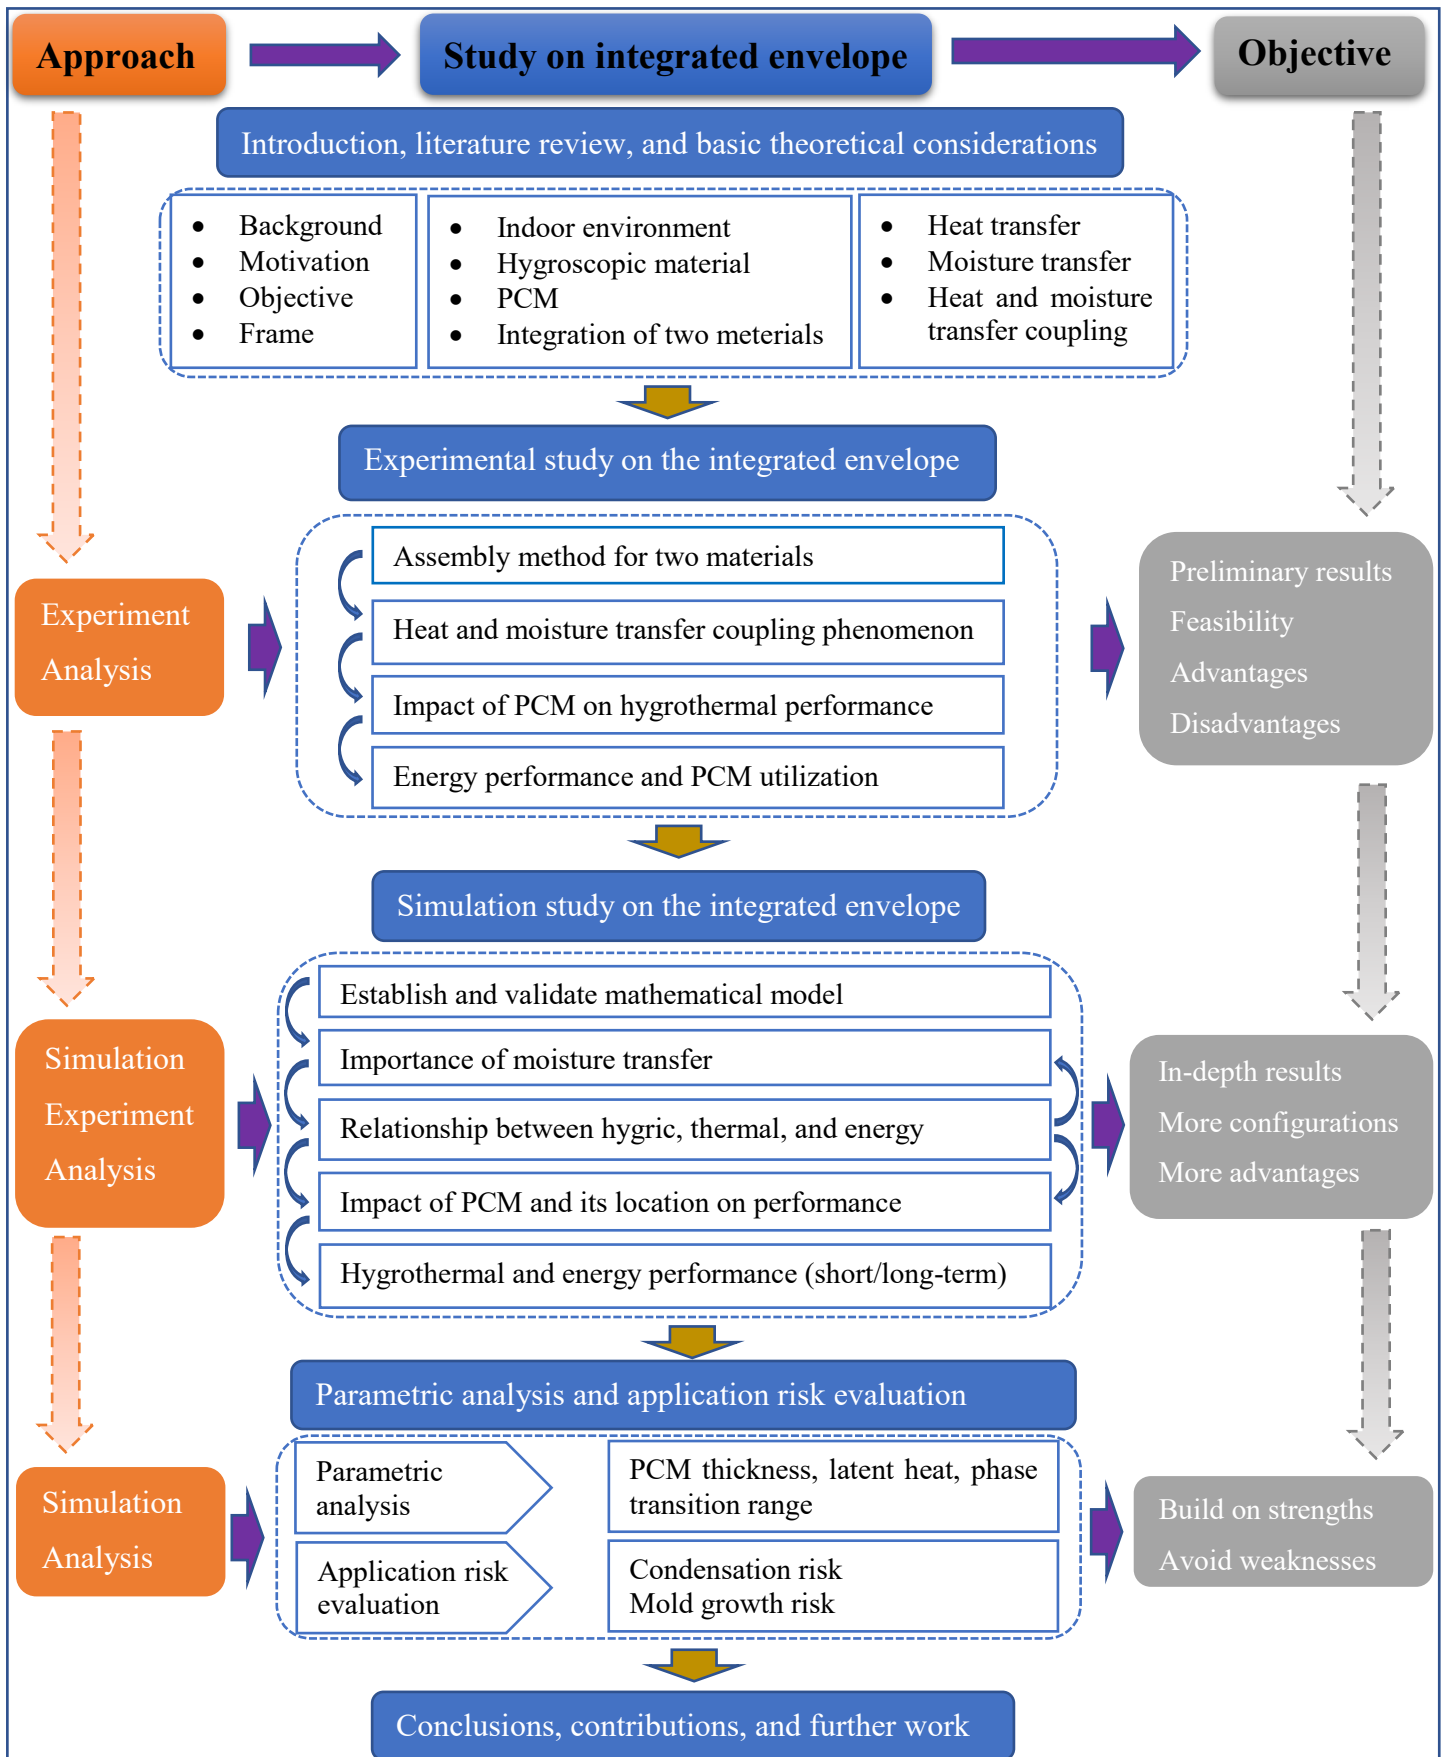 Approach
Study on integrated envelope
Objective
Introduction, literature review, and basic theoretical considerations
• Background
• Motivation
• Objective
• Frame
• Indoor environment
• Hygroscopic material
• PCM
• Integration of two meterials
• Heat transfer
• Moisture transfer
• Heat and moisture
transfer coupling
Experimental study on the integrated envelope
Experiment
Analysis
Assembly method for two materials
Heat and moisture transfer coupling phenomenon
Impact of PCM on hygrothermal performance
Energy performance and PCM utilization
Preliminary results
Feasibility
Advantages
Disadvantages
Simulation study on the integrated envelope
Simulation
Experiment
Analysis
Establish and validate mathematical model
Importance of moisture transfer
Relationship between hygric, thermal, and energy
Impact of PCM and its location on performance
Hygrothermal and energy performance (short/long-term)
In-depth results
More configurations
More advantages
Parametric analysis and application risk evaluation
Simulation
Analysis
Parametric
analysis
PCM thickness, latent heat, phase
transition range
Application risk
evaluation
Condensation risk
Mold growth risk
Build on strengths
Avoid weaknesses
Conclusions, contributions, and further work